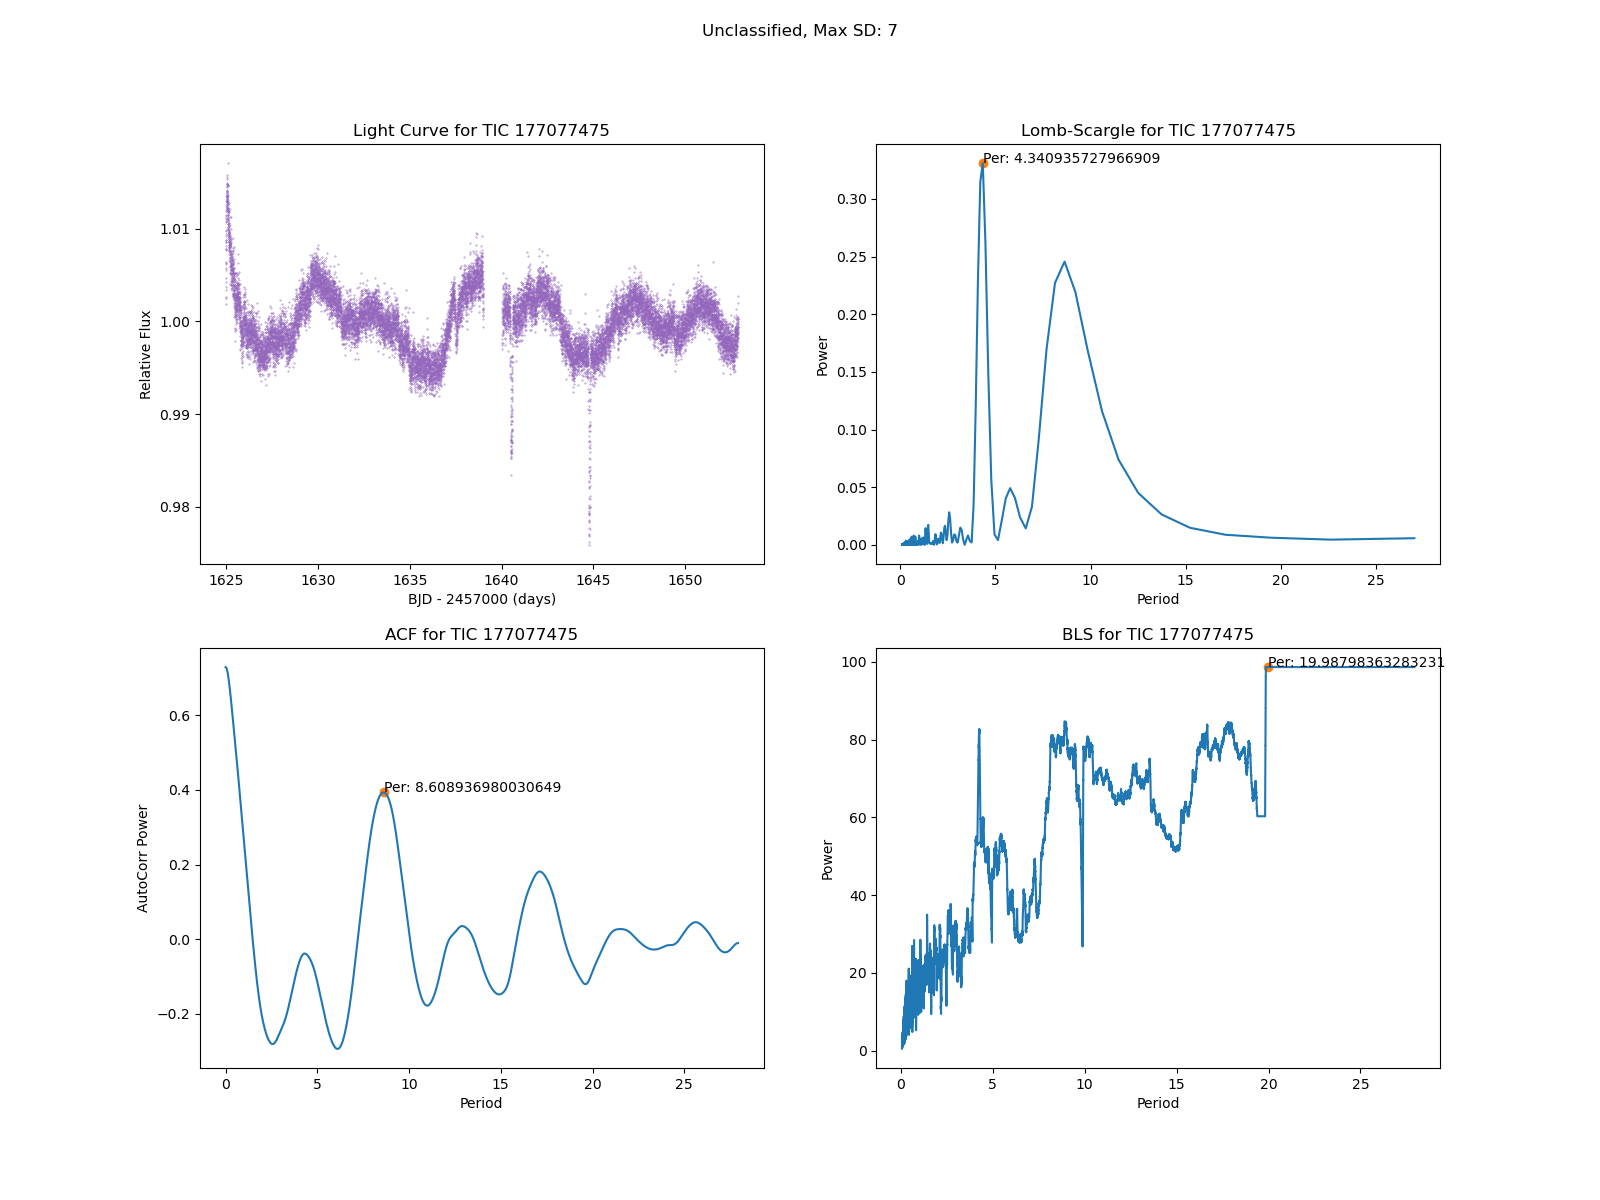 Unclassified, Max SD: 7
Light Curve for TIC 177077475
1.01
1.00
0.99
0.98
Relative Flux
1625 1630 1635 1640 1645 1650
BJD - 2457000 (days)
Lomb-Scargle for TIC 177077475
Per: 4.340935727966909
0.30
0.25
0.20
0.15
0.10
0.05
0.00
Power
0 5 10 15 20 25
Period
ACF for TIC 177077475
Per: 8.608936980030649
0.6
0.4
0.2
0.0
−0.2
AutoCorr Power
0 5 10 15 20 25
Period
BLS for TIC 177077475
Per: 19.98798363283231
100
80
60
40
20
0
Power
0 5 10 15 20 25
Period